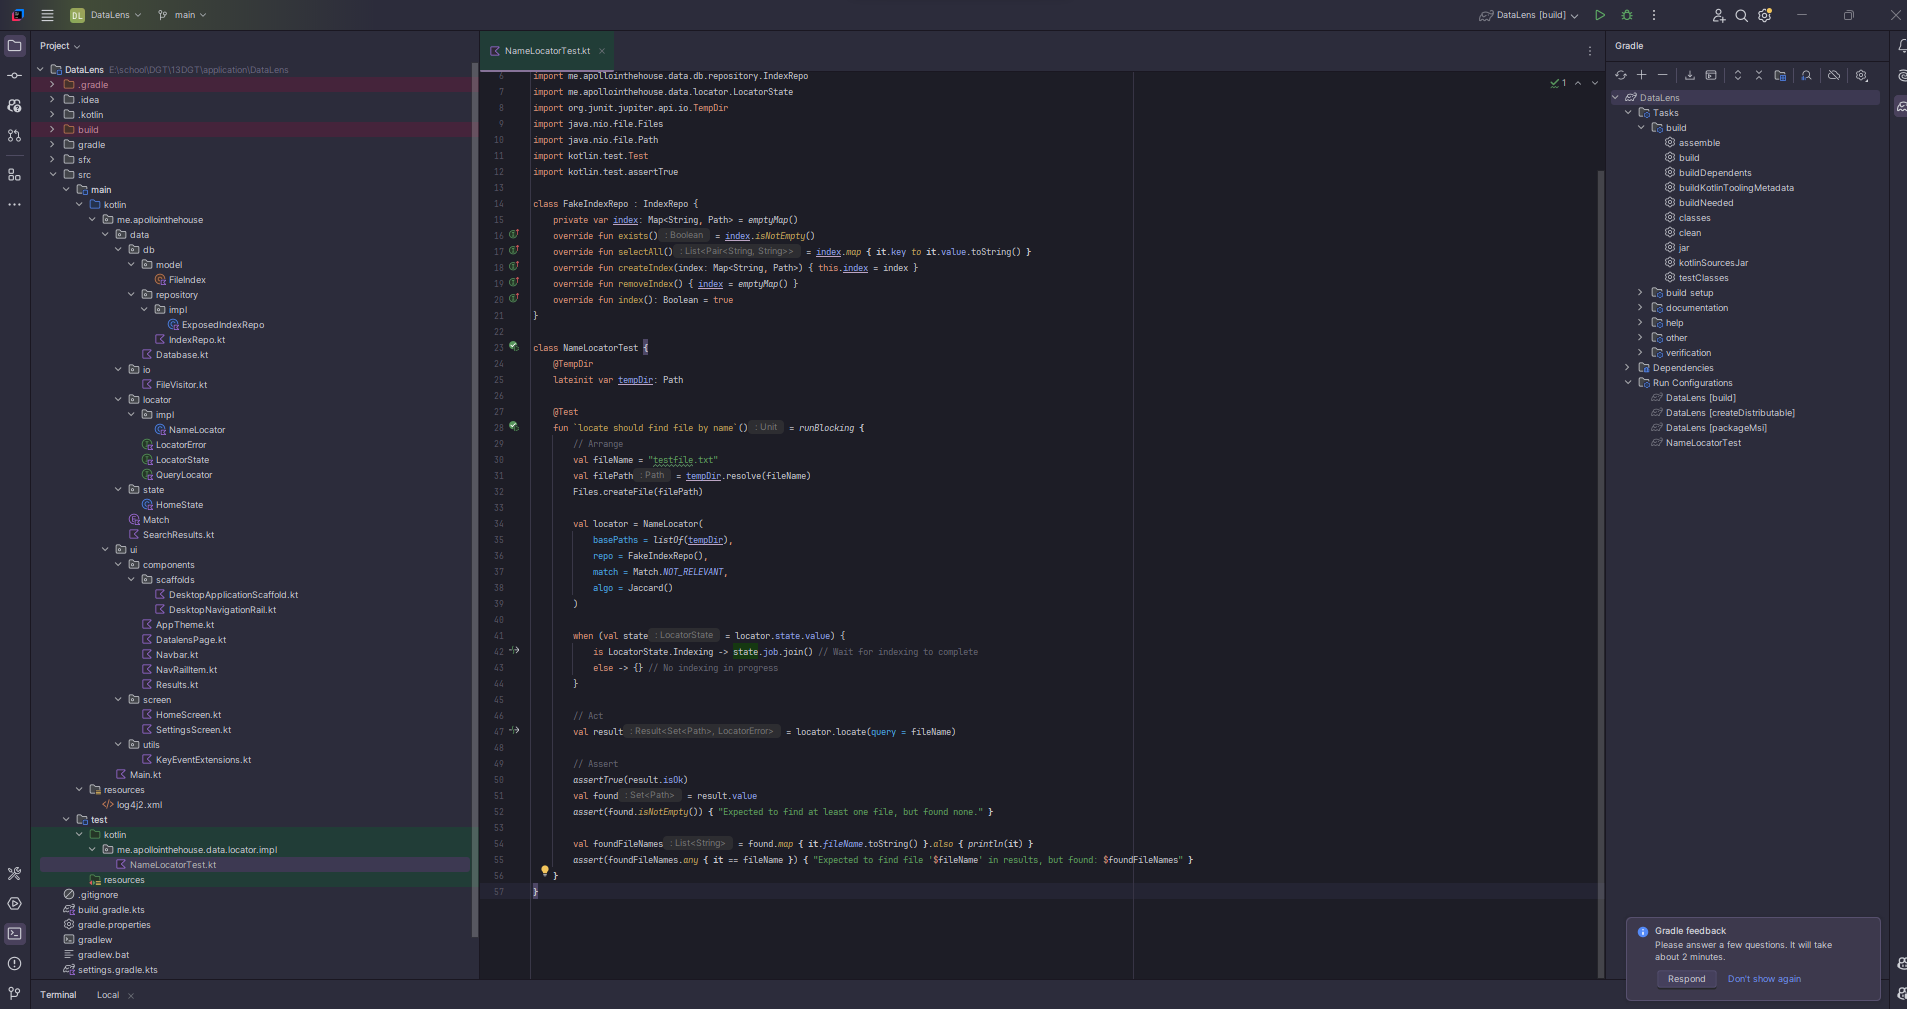 DL DataLens main
DataLens [build]
Project
DataLens E:\school\DGT\13DGT\application\DataLens
.gradle
.idea
.kotlin
build
gradle
sfx
src
main
kotlin
me.apollointhehouse
data
db
model
FileIndex
repository
impl
ExposedIndexRepo
IndexRepo.kt
Database.kt
io
FileVisitor.kt
locator
impl
NameLocator
LocatorError
LocatorState
QueryLocator
state
HomeState
Match
SearchResults.kt
ui
components
scaffolds
DesktopApplicationScaffold.kt
DesktopNavigationRail.kt
AppTheme.kt
DatalensPage.kt
Navbar.kt
NavRailItem.kt
Results.kt
screen
HomeScreen.kt
SettingsScreen.kt
utils
KeyEventExtensions.kt
Main.kt
resources
log4j2.xml
test
kotlin
me.apollointhehouse.data.locator.impl
NameLocatorTest.kt
resources
.gitignore
build.gradle.kts
gradle.properties
gradlew
gradlew.bat
settings.gradle.kts
NameLocatorTest.kt
1
6 import me.apollointhehouse.data.db.repository.IndexRepo
7 import me.apollointhehouse.data.locator.LocatorState
8 import org.junit.jupiter.api.io.TempDir
9 import java.nio.file.Files
10 import java.nio.file.Path
11 import kotlin.test.Test
12 import kotlin.test.assertTrue
13
14 class FakeIndexRepo : IndexRepo {
15 private var index: Map<String, Path> = emptyMap()
16 override fun exists() : Boolean = index.isNotEmpty()
17 override fun selectAll() : List<Pair<String, String>> = index.map { it.key to it.value.toString() }
18 override fun createIndex(index: Map<String, Path>) { this.index = index }
19 override fun removeIndex() { index = emptyMap() }
20 override fun index(): Boolean = true
21 }
22
23 class NameLocatorTest {
24 @TempDir
25 lateinit var tempDir: Path
26
27 @Test
28 fun `locate should find file by name`() : Unit = runBlocking {
29 // Arrange
30 val fileName = "testfile.txt"
31 val filePath : Path = tempDir.resolve(fileName)
32 Files.createFile(filePath)
33
34 val locator = NameLocator(
35 basePaths = listOf(tempDir),
36 repo = FakeIndexRepo(),
37 match = Match.NOT_RELEVANT,
38 algo = Jaccard()
39 )
40
41 when (val state : LocatorState = locator.state.value) {
42 is LocatorState.Indexing -> state.job.join() // Wait for indexing to complete
43 else -> {} // No indexing in progress
44 }
45
46 // Act
47 val result : Result<Set<Path>, LocatorError> = locator.locate(query = fileName)
48
49 // Assert
50 assertTrue(result.isOk)
51 val found : Set<Path> = result.value
52 assert(found.isNotEmpty()) { "Expected to find at least one file, but found none." }
53
54 val foundFileNames : List<String> = found.map { it.fileName.toString() }.also { println(it) }
55 assert(foundFileNames.any { it == fileName }) { "Expected to find file '$fileName' in results, but found: $foundFileNames" }
56 }
57 }
Gradle
DataLens
Tasks
build
assemble
build
buildDependents
buildKotlinToolingMetadata
buildNeeded
classes
clean
jar
kotlinSourcesJar
testClasses
build setup
documentation
help
other
verification
Dependencies
Run Configurations
DataLens [build]
DataLens [createDistributable]
DataLens [packageMsi]
NameLocatorTest
Gradle feedback
Please answer a few questions. It will take
about 2 minutes.
Respond Don't show again
Terminal Local